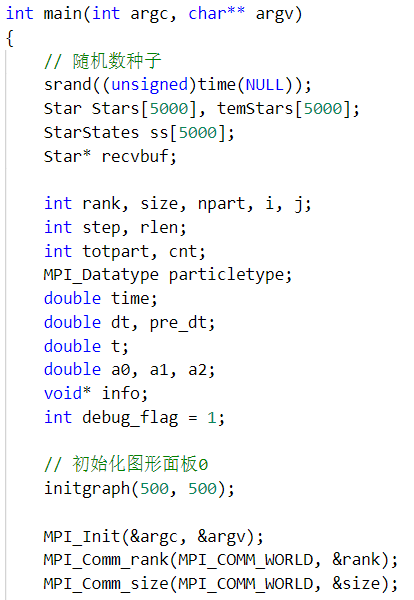 int main(int argc, char** argv)
{
    // 随机数种子
    srand((unsigned)time(NULL));
    Star Stars[5000], temStars[5000];
    StarStates ss[5000];
    Star* recvbuf;

    int rank, size, npart, i, j;
    int step, rlen;
    int totpart, cnt;
    MPI_Datatype particletype;
    double time;
    double dt, pre_dt;
    double t;
    double a0, a1, a2;
    void* info;
    int debug_flag = 1;

    // 初始化图形面板0
    initgraph(500, 500);

    MPI_Init(&argc, &argv);
    MPI_Comm_rank(MPI_COMM_WORLD, &rank);
    MPI_Comm_size(MPI_COMM_WORLD, &size);